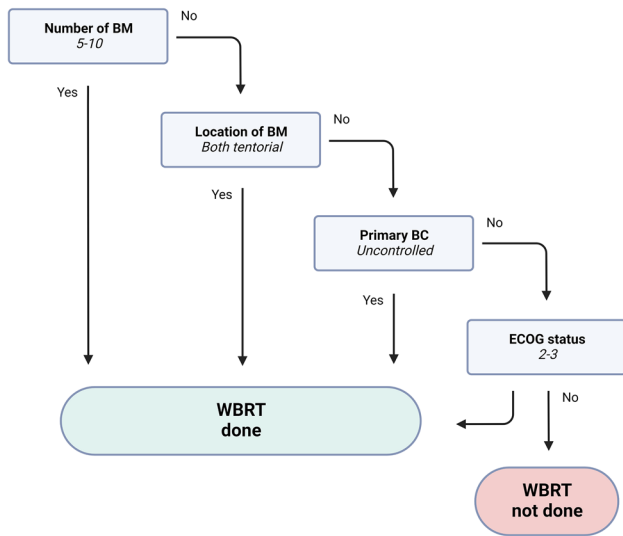 Number of BM
5-10
No
Yes
Location of BM
Both tentorial
No
Yes
Primary BC
Uncontrolled
No
Yes
ECOG status
2-3
No
WBRT
done
WBRT
not done